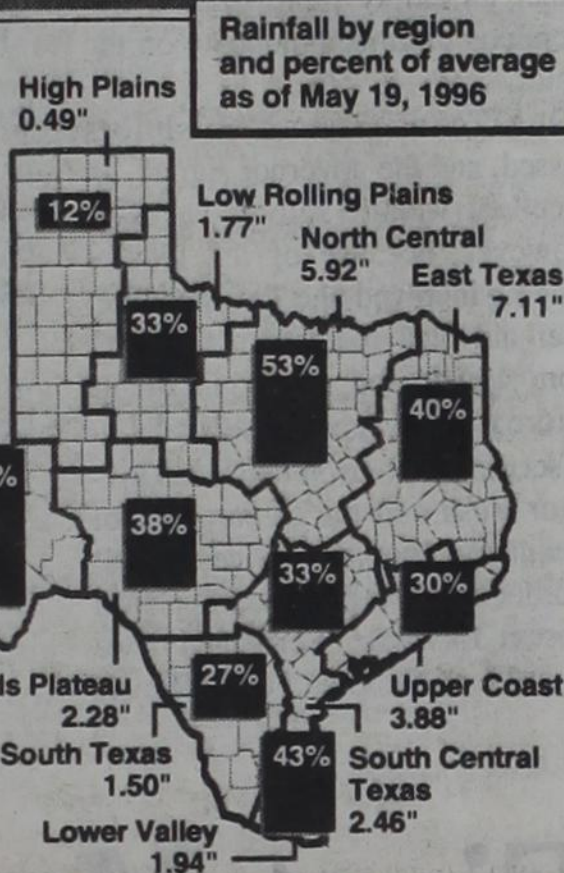 Rainfall by region
and percent of average
as of May 19, 1996
High Plains
0.49"
12%
Low Rolling Plains
1.77"
33%
North Central
5.92"
53%
East Texas
7.11"
40%
%
38%
33%
30%
ls Plateau
2.28"
27%
Upper Coast
3.88"
South Texas
1.50"
43%
South Central
Texas
2.46"
Lower Valley
1.94"